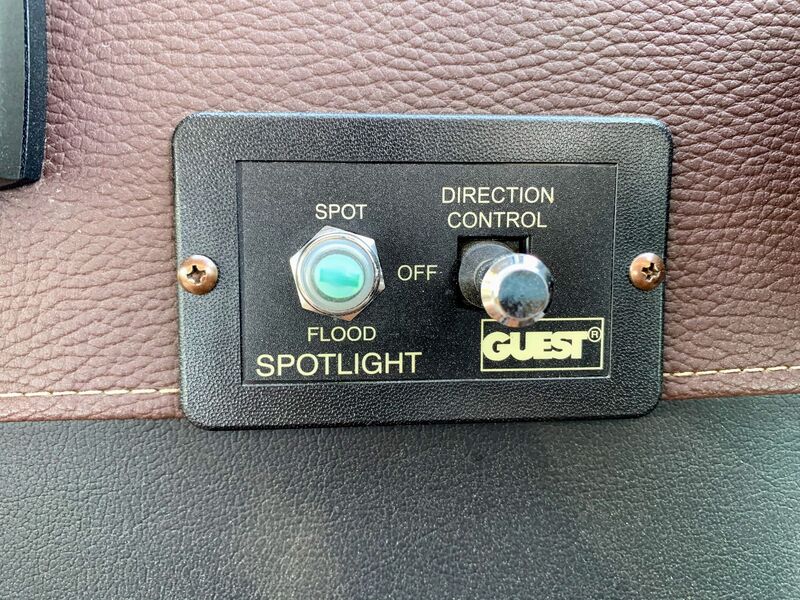 SPOT
DIRECTION
CONTROL
OFF
FLOOD
SPOTLIGHT
GUEST®